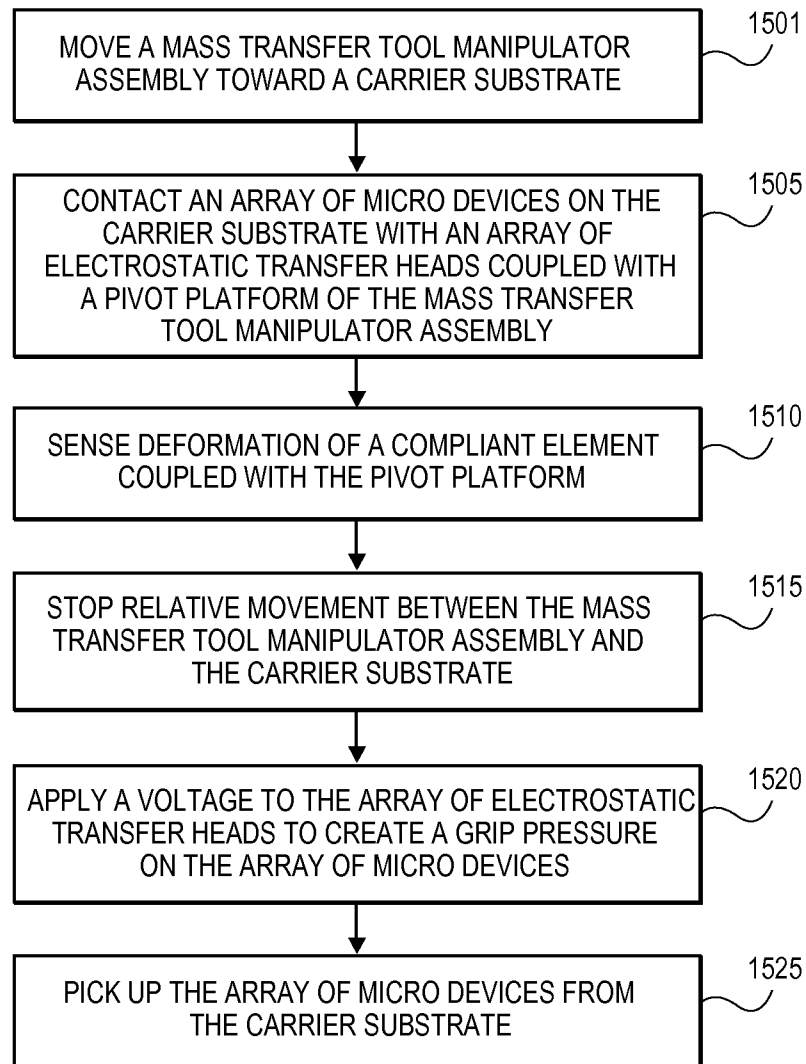 1501
MOVE A MASS TRANSFER TOOL MANIPULATOR
ASSEMBLY TOWARD A CARRIER SUBSTRATE
1505
CONTACT AN ARRAY OF MICRO DEVICES ON THE
CARRIER SUBSTRATE WITH AN ARRAY OF
ELECTROSTATIC TRANSFER HEADS COUPLED WITH
A PIVOT PLATFORM OF THE MASS TRANSFER
TOOL MANIPULATOR ASSEMBLY
1510
SENSE DEFORMATION OF A COMPLIANT ELEMENT
COUPLED WITH THE PIVOT PLATFORM
1515
STOP RELATIVE MOVEMENT BETWEEN THE MASS
TRANSFER TOOL MANIPULATOR ASSEMBLY AND
THE CARRIER SUBSTRATE
1520
APPLY A VOLTAGE TO THE ARRAY OF ELECTROSTATIC
TRANSFER HEADS TO CREATE A GRIP PRESSURE
ON THE ARRAY OF MICRO DEVICES
1525
PICK UP THE ARRAY OF MICRO DEVICES FROM
THE CARRIER SUBSTRATE